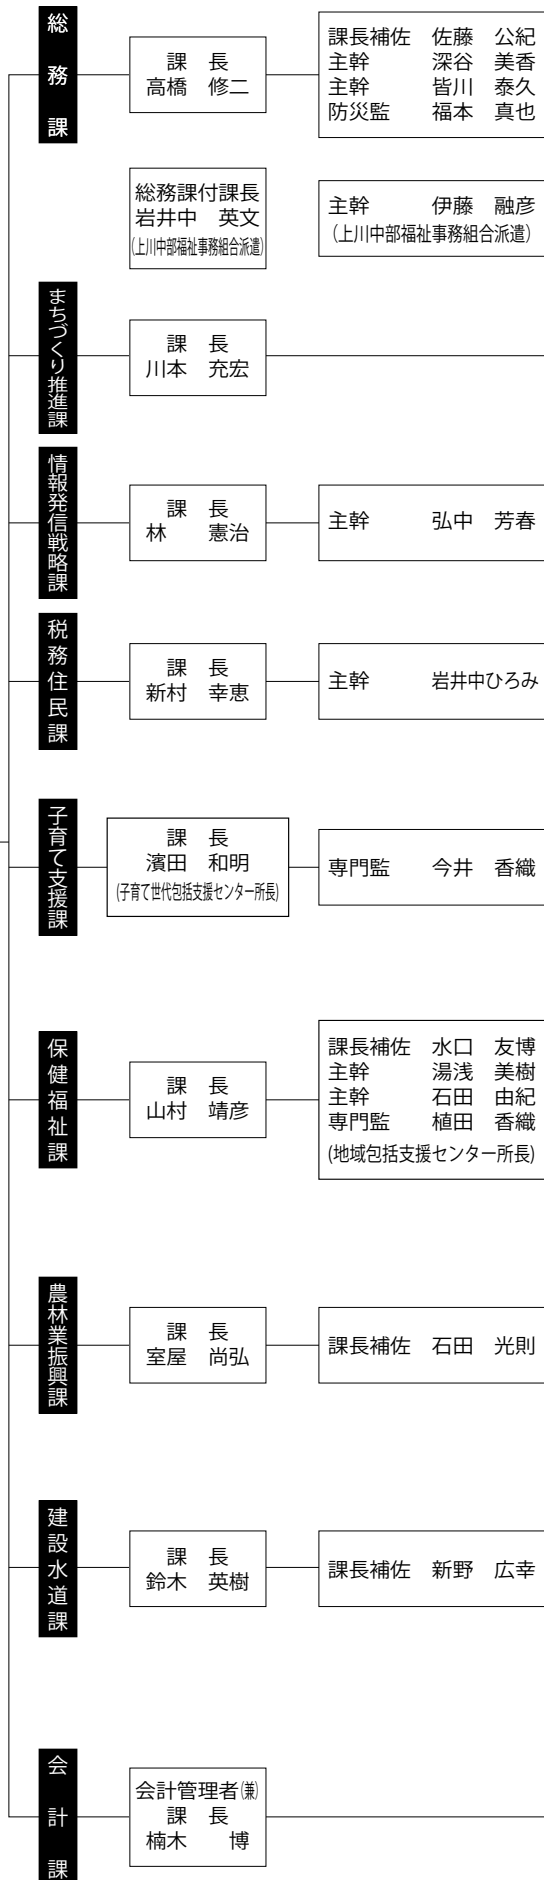 総務課
課　長
高橋　修二
課長補佐　佐藤　公紀
主幹　　　深谷　美香
主幹　　　皆川　泰久
防災監　　福本　真也
総務課付課長
岩井中　英文
(上川中部福祉事務組合派遣)
主幹　　　伊藤　融彦
(上川中部福祉事務組合派遣)
まちづくり推進課
課　長
川本　充宏
情報発信戦略課
課　長
林　　憲治
主幹　　　弘中　芳春
税務住民課
課　長
新村　幸恵
主幹　　　岩井中ひろみ
子育て支援課
課　長
濱田　和明
(子育て世代包括支援センター所長)
専門監　　今井　香織
保健福祉課
課　長
山村　靖彦
課長補佐　水口　友博
主幹　　　湯浅　美樹
主幹　　　石田　由紀
専門監　　植田　香織
(地域包括支援センター所長)
農林業振興課
課　長
室屋　尚弘
課長補佐　石田　光則
建設水道課
課　長
鈴木　英樹
課長補佐　新野　広幸
会計課
会計管理者(兼)
課　長
楠木　　博